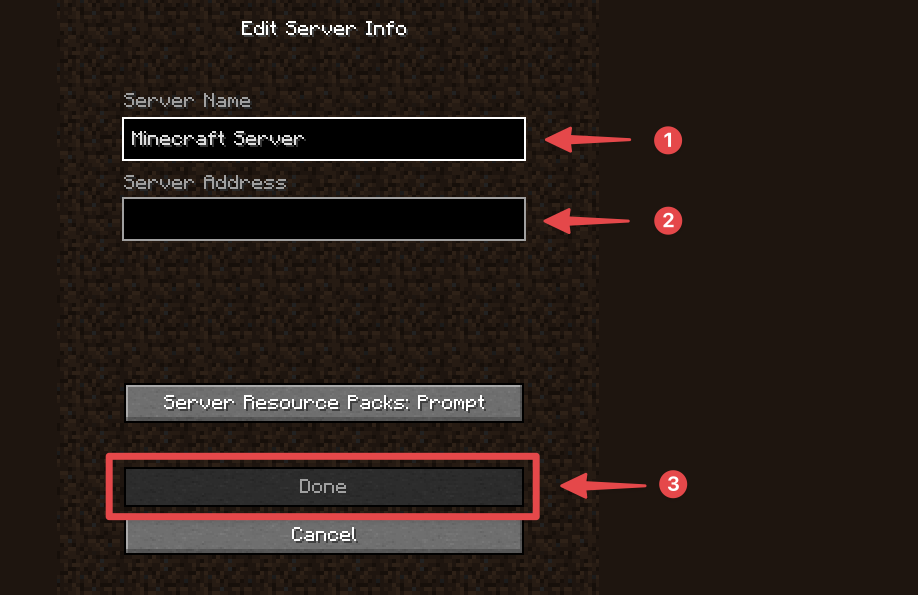 Edit Server Info
Server Name
Minecraft Server
1
Server Address
2
Server Resource Packs: Prompt
Done
3
Cancel